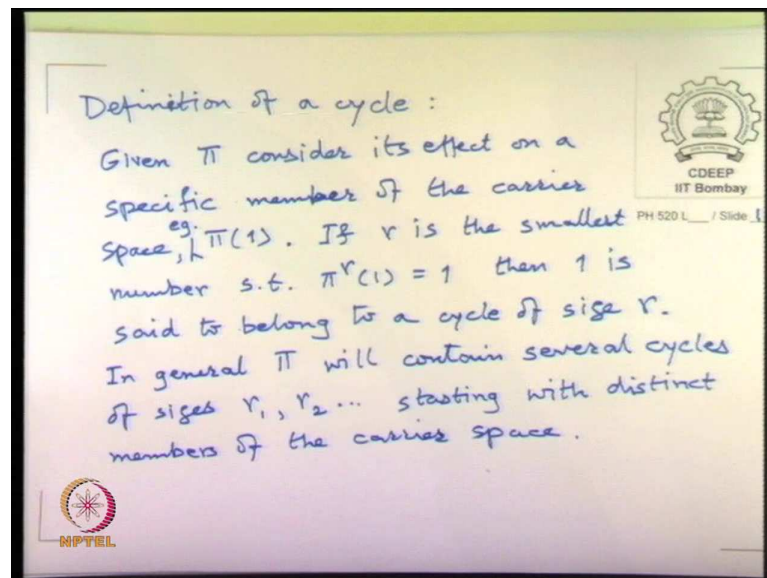 Definition of a cycle :
Given π consider its effect on a
specific member of the carrier
space, eg. π(1). If r is the smallest
number s.t. π^r(1) = 1 then 1 is
said to belong to a cycle of size r.
In general π will contain several cycles
of sizes r₁, r₂ ... starting with distinct
members of the carrier space.
CDEEP
IIT Bombay
PH 520 L___ / Slide
NPTEL